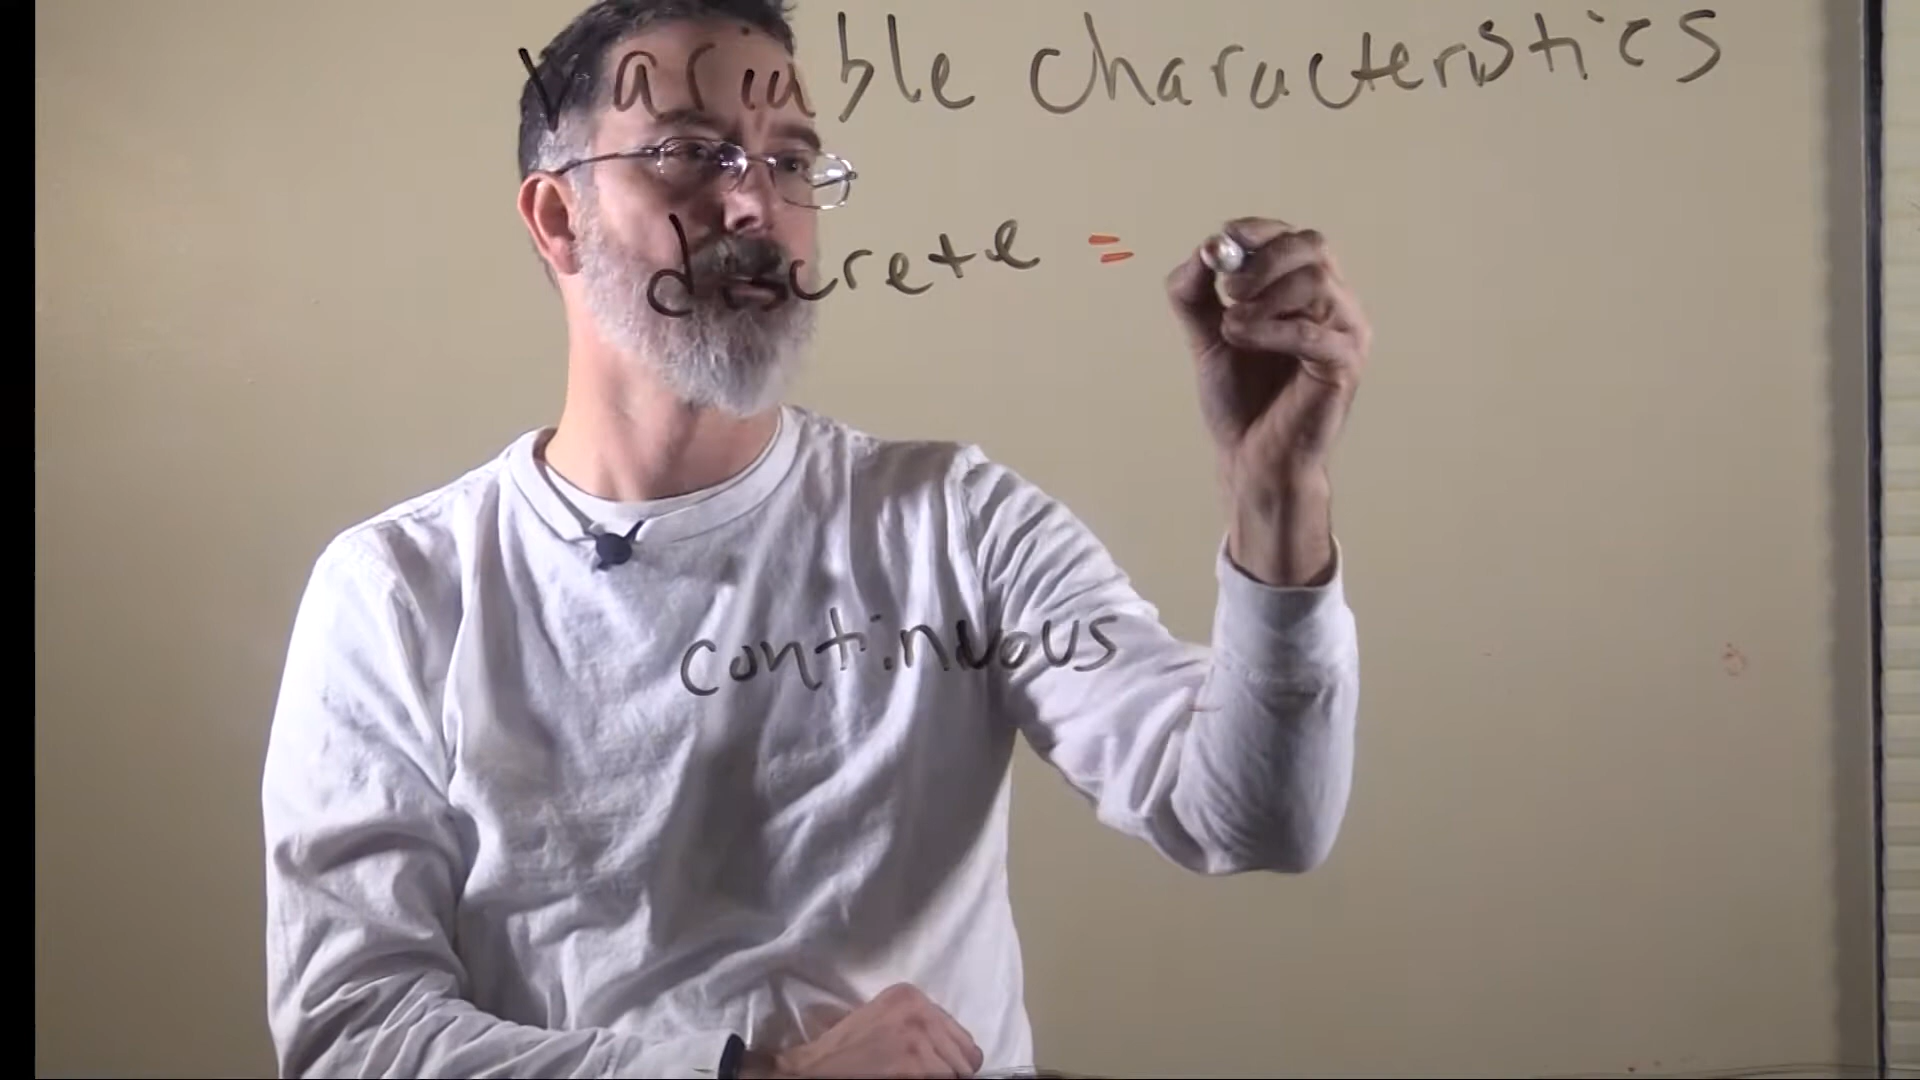 variable characteristics
discrete =
continuous